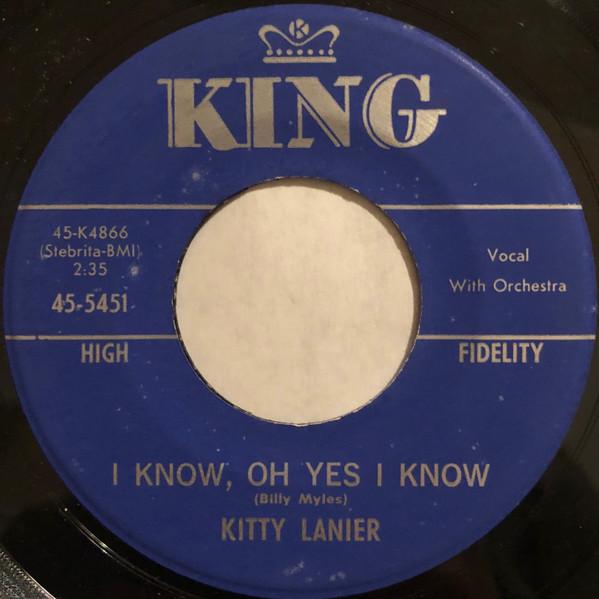 K
KING
45-K4866
(Stebrita-BMI)
2:35
45-5451
Vocal
With Orchestra
HIGH FIDELITY
I KNOW, OH YES I KNOW
(Billy Myles)
KITTY LANIER